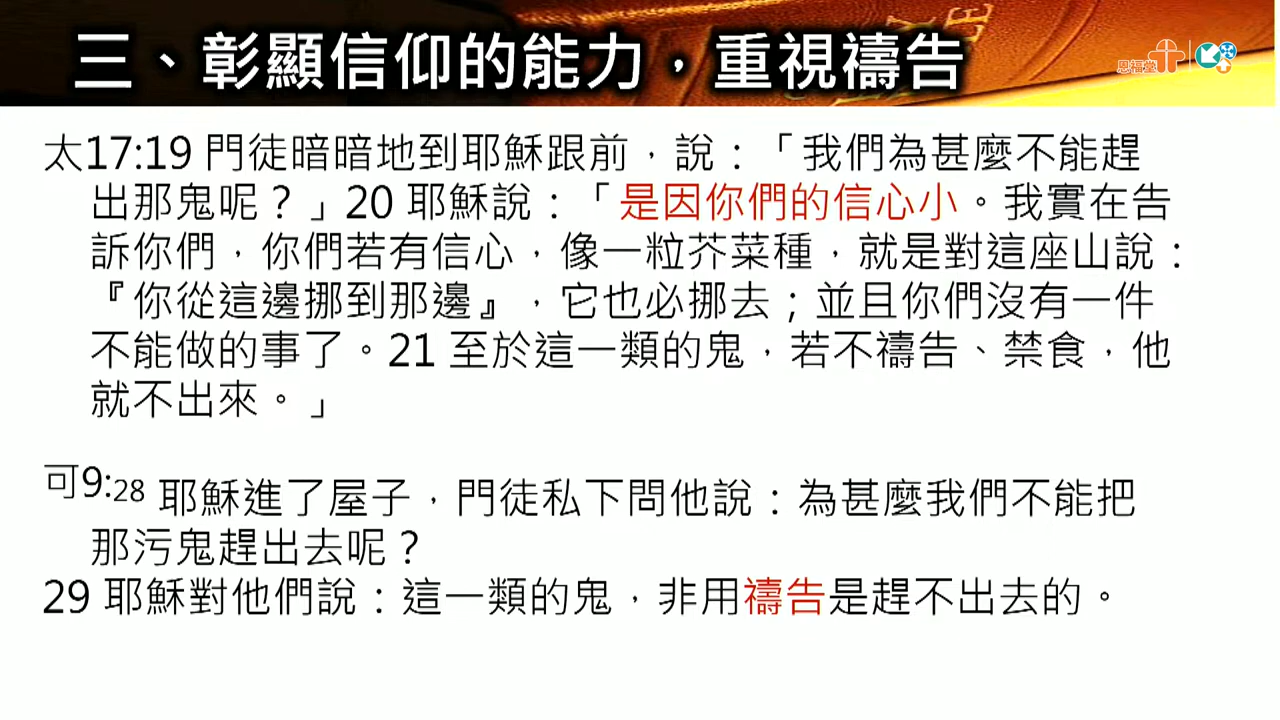 三、彰顯信仰的能力，重視禱告
恩福堂
太17:19 門徒暗暗地到耶穌跟前，說：「我們為甚麼不能趕
出那鬼呢？」20 耶穌說：「是因你們的信心小。我實在告
訴你們，你們若有信心，像一粒芥菜種，就是對這座山說：
『你從這邊挪到那邊』，它也必挪去；並且你們沒有一件
不能做的事了。21 至於這一類的鬼，若不禱告、禁食，他
就不出來。」
可9:28 耶穌進了屋子，門徒私下問他說：為甚麼我們不能把
那污鬼趕出去呢？
29 耶穌對他們說：這一類的鬼，非用禱告是趕不出去的。